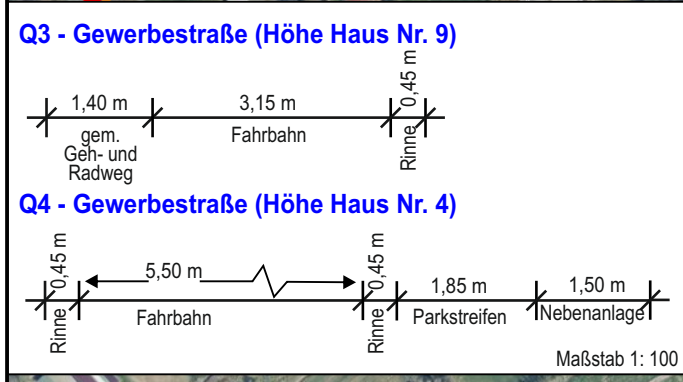 Q3 - Gewerbestraße (Höhe Haus Nr. 9)
1,40 m
3,15 m
0,45 m
gem.
Geh- und
Radweg
Fahrbahn
Rinne
Q4 - Gewerbestraße (Höhe Haus Nr. 4)
0,45 m
5,50 m
0,45 m
1,85 m
1,50 m
Rinne
Fahrbahn
Rinne
Parkstreifen
Nebenanlage
Maßstab 1: 100